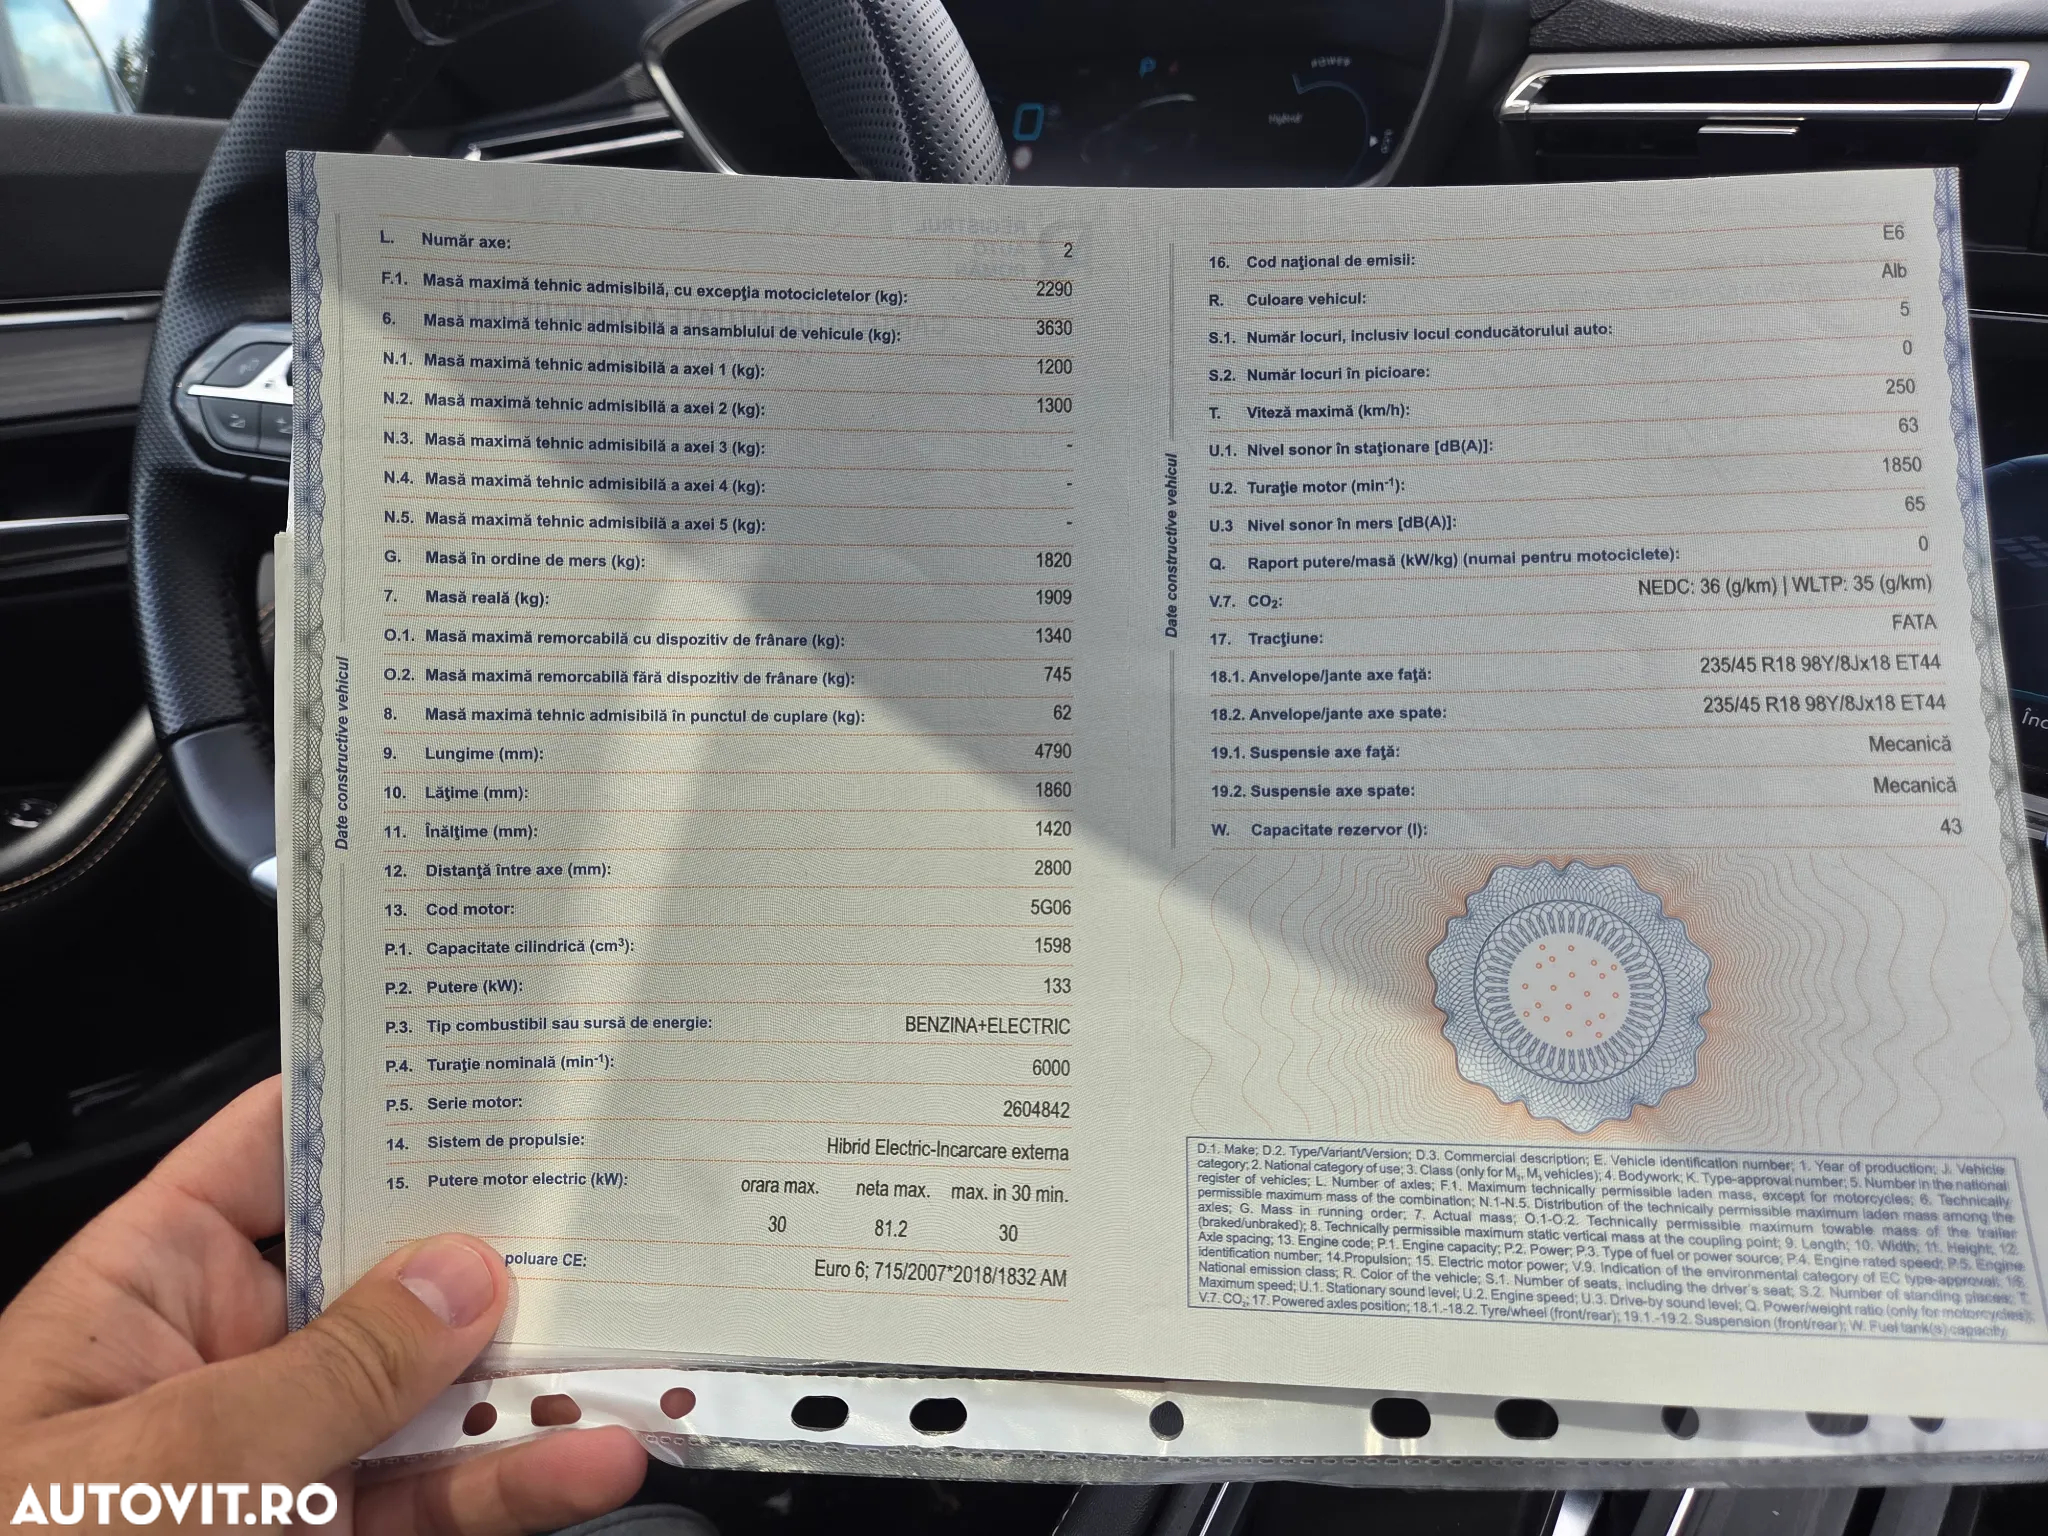 POWER
P
0
Hybrid
Date constructive vehicul
L. Număr axe: 2
F.1. Masă maximă tehnic admisibilă, cu excepția motocicletelor (kg): 2290
6. Masă maximă tehnic admisibilă a ansamblului de vehicule (kg): 3630
N.1. Masă maximă tehnic admisibilă a axei 1 (kg): 1200
N.2. Masă maximă tehnic admisibilă a axei 2 (kg): 1300
N.3. Masă maximă tehnic admisibilă a axei 3 (kg): -
N.4. Masă maximă tehnic admisibilă a axei 4 (kg): -
N.5. Masă maximă tehnic admisibilă a axei 5 (kg): -
G. Masă în ordine de mers (kg): 1820
7. Masă reală (kg): 1909
O.1. Masă maximă remorcabilă cu dispozitiv de frânare (kg): 1340
O.2. Masă maximă remorcabilă fără dispozitiv de frânare (kg): 745
8. Masă maximă tehnic admisibilă în punctul de cuplare (kg): 62
9. Lungime (mm): 4790
10. Lățime (mm): 1860
11. Înălțime (mm): 1420
12. Distanță între axe (mm): 2800
13. Cod motor: 5G06
P.1. Capacitate cilindrică (cm³): 1598
P.2. Putere (kW): 133
P.3. Tip combustibil sau sursă de energie: BENZINA+ELECTRIC
P.4. Turație nominală (min⁻¹): 6000
P.5. Serie motor: 2604842
14. Sistem de propulsie: Hibrid Electric-Incarcare externa
15. Putere motor electric (kW): orara max. neta max. max. in 30 min.
30 81.2 30
poluare CE: Euro 6; 715/2007*2018/1832 AM
Date constructive vehicul
16. Cod național de emisii: E6
R. Culoare vehicul: Alb
S.1. Număr locuri, inclusiv locul conducătorului auto: 5
S.2. Număr locuri în picioare: 0
T. Viteză maximă (km/h): 250
U.1. Nivel sonor în staționare [dB(A)]: 63
U.2. Turație motor (min⁻¹): 1850
U.3 Nivel sonor în mers [dB(A)]: 65
Q. Raport putere/masă (kW/kg) (numai pentru motociclete): 0
V.7. CO₂: NEDC: 36 (g/km) | WLTP: 35 (g/km)
17. Tracțiune: FATA
18.1. Anvelope/jante axe față: 235/45 R18 98Y/8Jx18 ET44
18.2. Anvelope/jante axe spate: 235/45 R18 98Y/8Jx18 ET44
19.1. Suspensie axe față: Mecanică
19.2. Suspensie axe spate: Mecanică
W. Capacitate rezervor (l): 43
D.1. Make; D.2. Type/Variant/Version; D.3. Commercial description; E. Vehicle identification number; 1. Year of production; J. Vehicle
category; 2. National category of use; 3. Class (only for M₂, M₃ vehicles); 4. Bodywork; K. Type-approval number; 5. Number in the national
register of vehicles; L. Number of axles; F.1. Maximum technically permissible laden mass, except for motorcycles; 6. Technically
permissible maximum mass of the combination; N.1-N.5. Distribution of the technically permissible maximum laden mass among the
axles; G. Mass in running order; 7. Actual mass; O.1-O.2. Technically permissible maximum towable mass of the trailer
(braked/unbraked); 8. Technically permissible maximum static vertical mass at the coupling point; 9. Length; 10. Width; 11. Height; 12.
Axle spacing; 13. Engine code; P.1. Engine capacity; P.2. Power; P.3. Type of fuel or power source; P.4. Engine rated speed; P.5. Engine
identification number; 14.Propulsion; 15. Electric motor power; V.9. Indication of the environmental category of EC type-approval; 16.
National emission class; R. Color of the vehicle; S.1. Number of seats, including the driver's seat; S.2. Number of standing places; T.
Maximum speed; U.1. Stationary sound level; U.2. Engine speed; U.3. Drive-by sound level; Q. Power/weight ratio (only for motorcycles);
V.7. CO₂; 17. Powered axles position; 18.1.-18.2. Tyre/wheel (front/rear); 19.1.-19.2. Suspension (front/rear); W. Fuel tank(s) capacity
AUTOVIT.RO